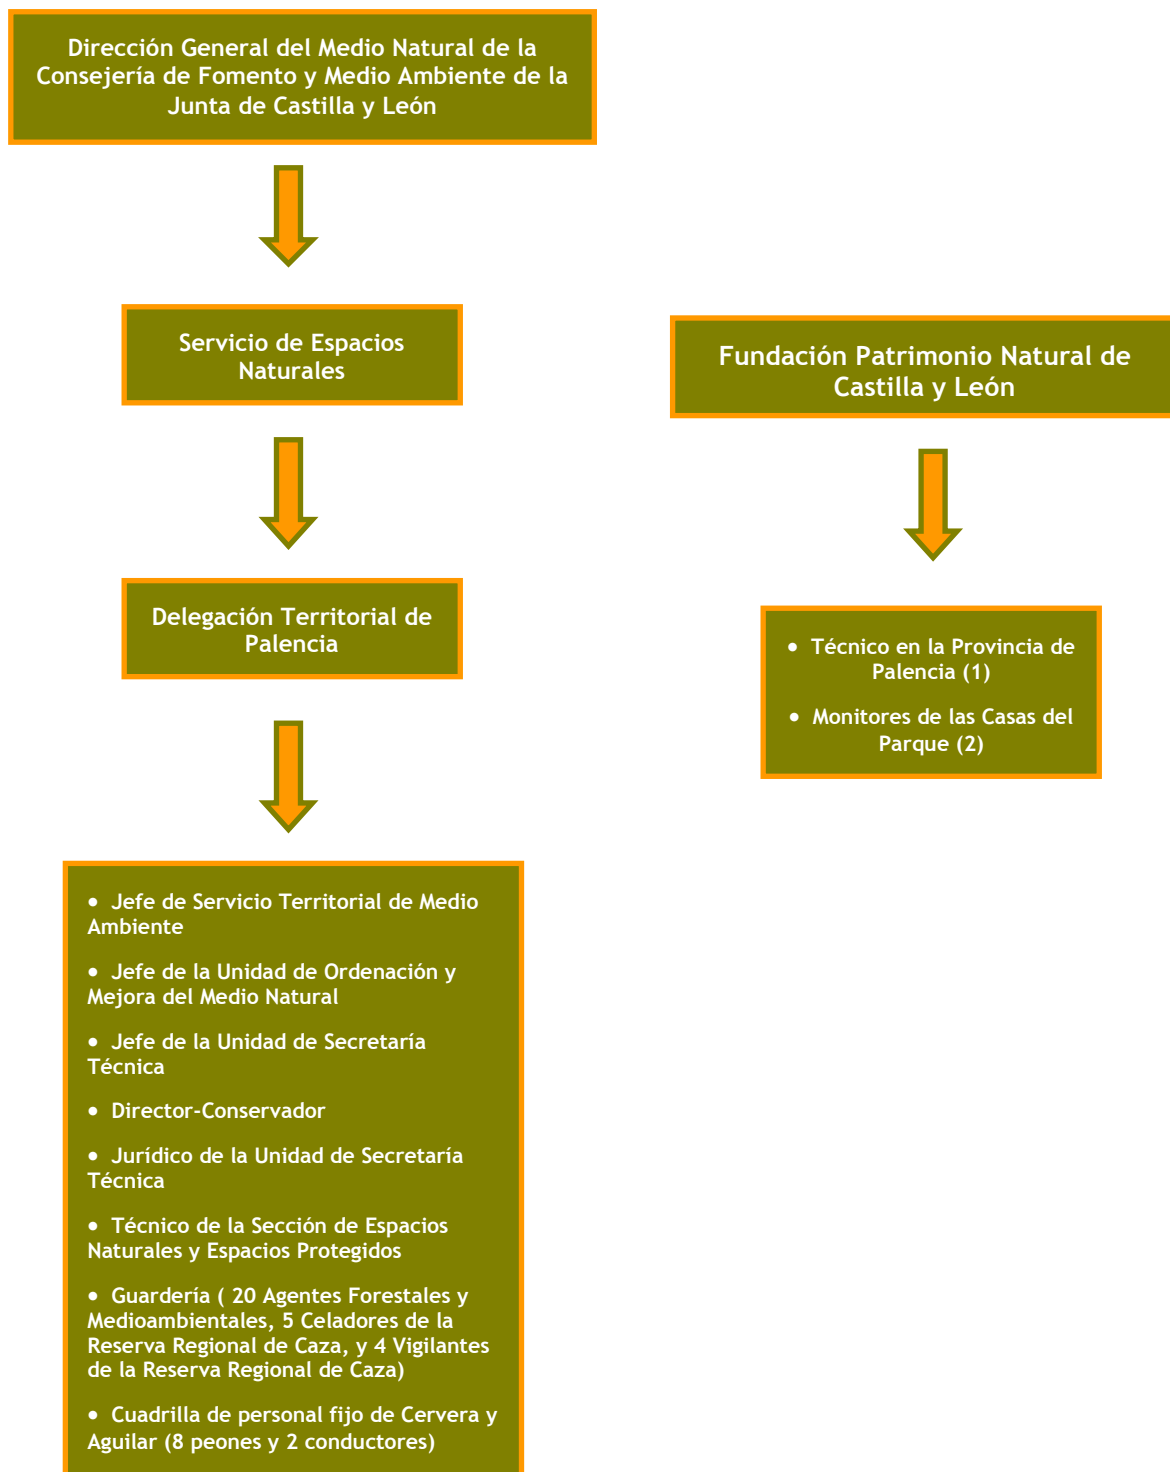 Dirección General del Medio Natural de la
Consejería de Fomento y Medio Ambiente de la
Junta de Castilla y León
Servicio de Espacios
Naturales
Fundación Patrimonio Natural de
Castilla y León
Delegación Territorial de
Palencia
• Técnico en la Provincia de
Palencia (1)
• Monitores de las Casas del
Parque (2)
• Jefe de Servicio Territorial de Medio
Ambiente
• Jefe de la Unidad de Ordenación y
Mejora del Medio Natural
• Jefe de la Unidad de Secretaría
Técnica
• Director-Conservador
• Jurídico de la Unidad de Secretaría
Técnica
• Técnico de la Sección de Espacios
Naturales y Espacios Protegidos
• Guardería ( 20 Agentes Forestales y
Medioambientales, 5 Celadores de la
Reserva Regional de Caza, y 4 Vigilantes
de la Reserva Regional de Caza)
• Cuadrilla de personal fijo de Cervera y
Aguilar (8 peones y 2 conductores)